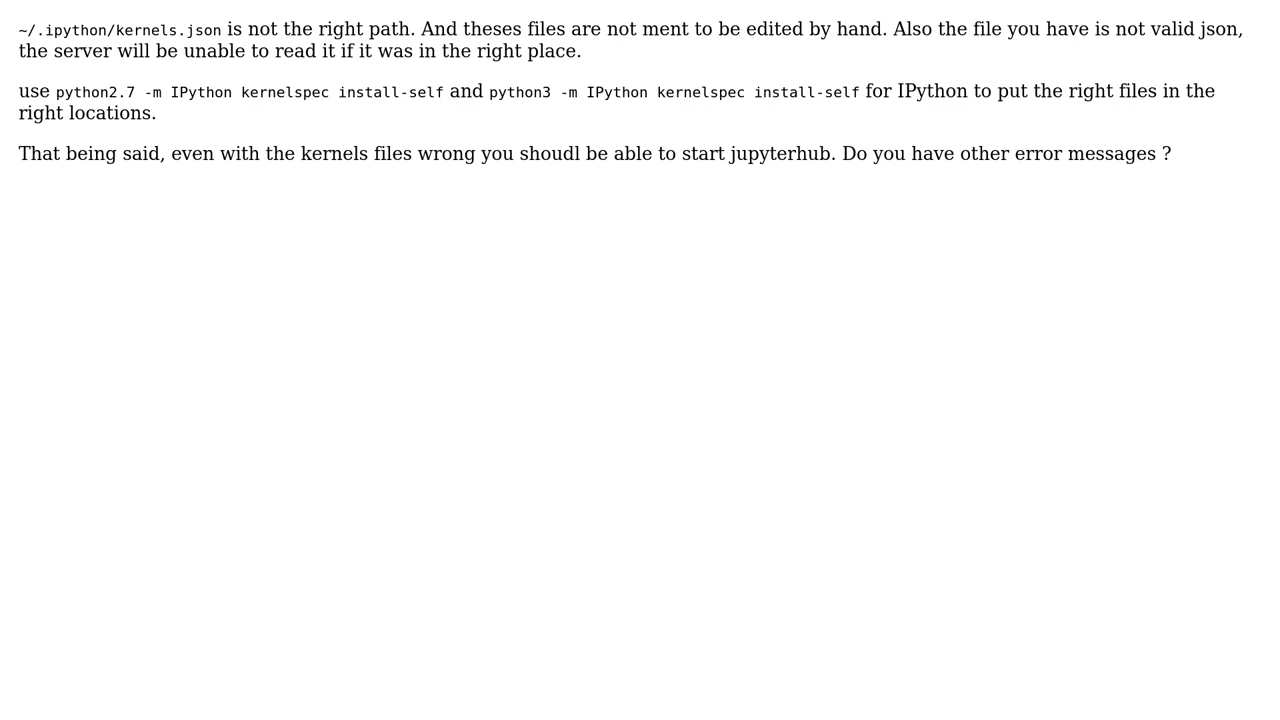 ~/.ipython/kernels.json is not the right path. And theses files are not ment to be edited by hand. Also the file you have is not valid json,
the server will be unable to read it if it was in the right place.
use python2.7 -m IPython kernelspec install-self and python3 -m IPython kernelspec install-self for IPython to put the right files in the
right locations.
That being said, even with the kernels files wrong you shoudl be able to start jupyterhub. Do you have other error messages ?